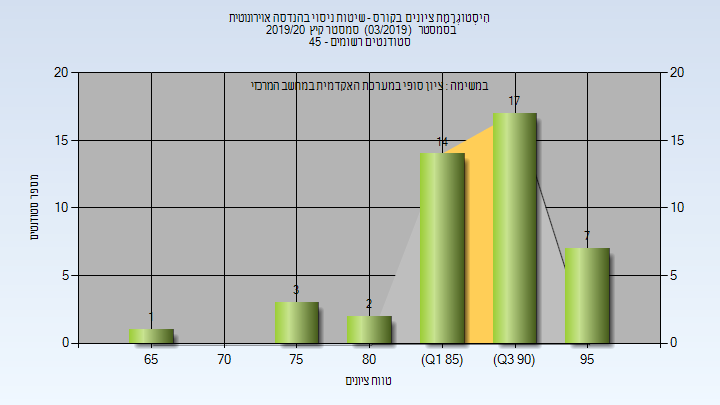 היסטוגרמת ציונים בקורס - שיטות ניסוי בהנדסה אוירונוטית
בסמסטר (03/2019) סמסטר קיץ 2019/20
סטודנטים רשומים - 45
במשימה : ציון סופי במערכת האקדמית במחשב המרכזי
מספר סטודנטים
20
15
10
5
0
20
15
10
5
0
1
3
2
14
17
7
65
70
75
80
(Q1 85)
(Q3 90)
95
טווח ציונים